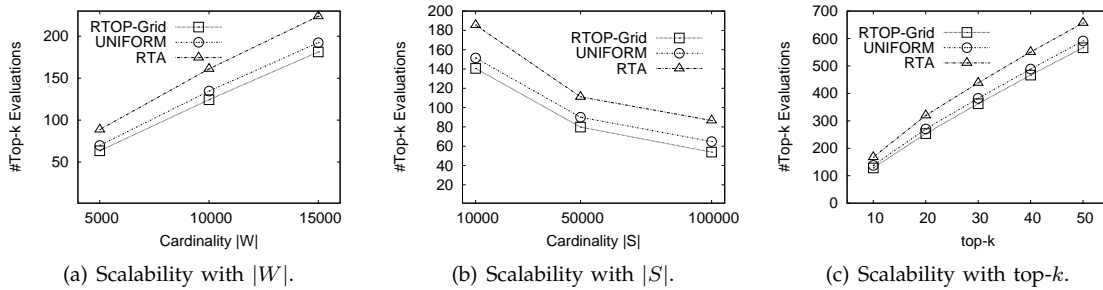 #Top-k Evaluations
200
150
100
50
RTOP-Grid
UNIFORM
RTA
5000 10000 15000
Cardinality |W|
(a) Scalability with |W|.
#Top-k Evaluations
200
180
160
140
120
100
80
60
40
20
RTOP-Grid
UNIFORM
RTA
10000 50000 100000
Cardinality |S|
(b) Scalability with |S|.
#Top-k Evaluations
700
600
500
400
300
200
100
0
RTOP-Grid
UNIFORM
RTA
10 20 30 40 50
top-k
(c) Scalability with top-k.